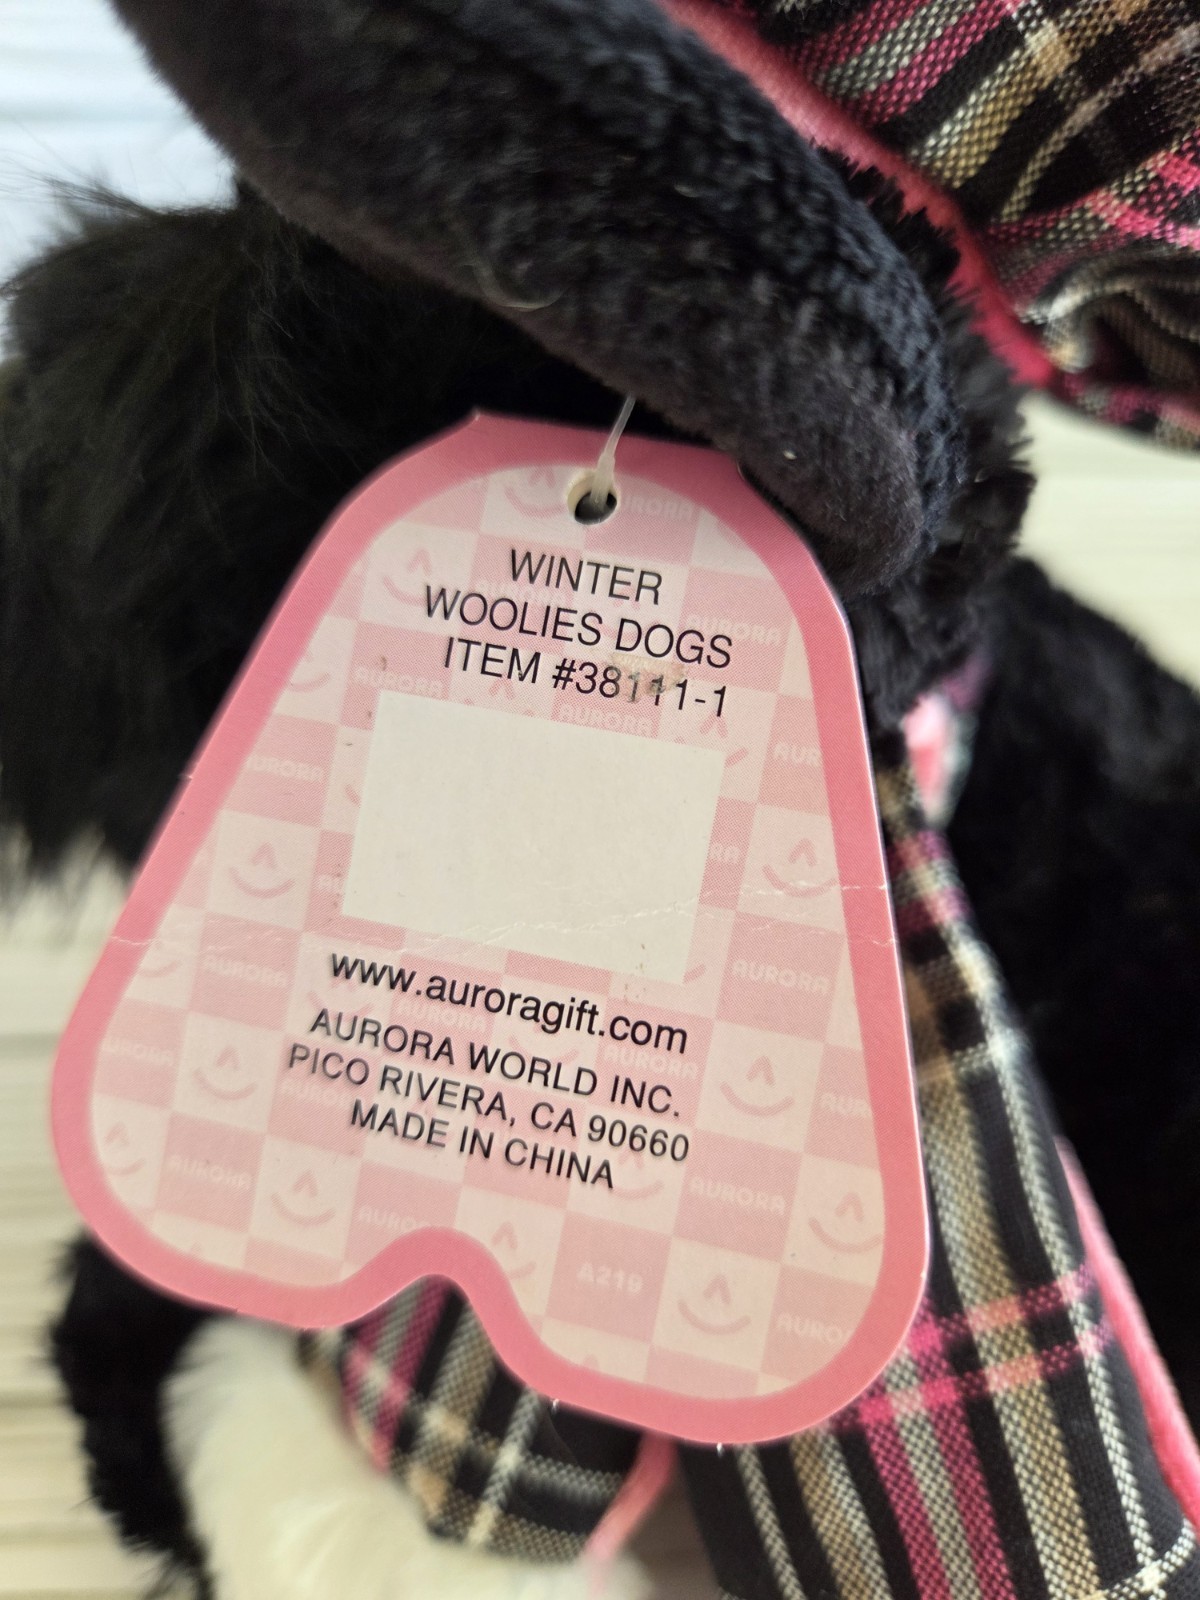 WINTER
WOOLIES DOGS
ITEM #38111-1
www.auroragift.com
AURORA WORLD INC.
PICO RIVERA, CA 90660
MADE IN CHINA
A219
AURORA